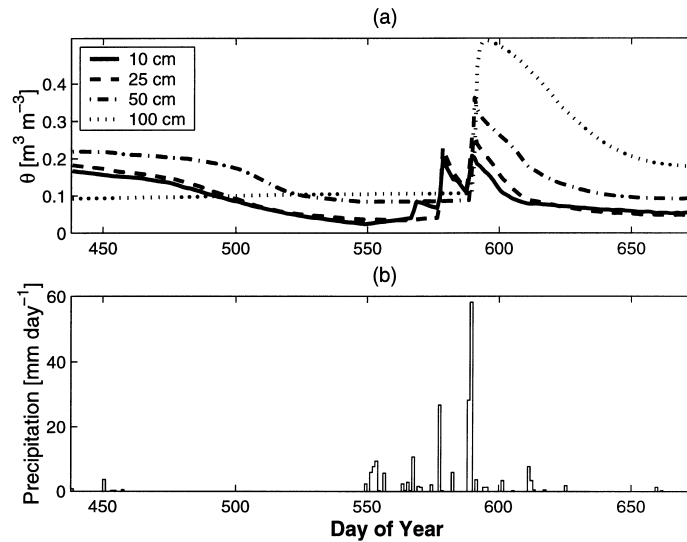 (a)
θ [m³ m⁻³]
0.4
0.3
0.2
0.1
0
10 cm
25 cm
50 cm
100 cm
450 500 550 600 650
(b)
Precipitation [mm day⁻¹]
60
40
20
0
450 500 550 600 650
Day of Year